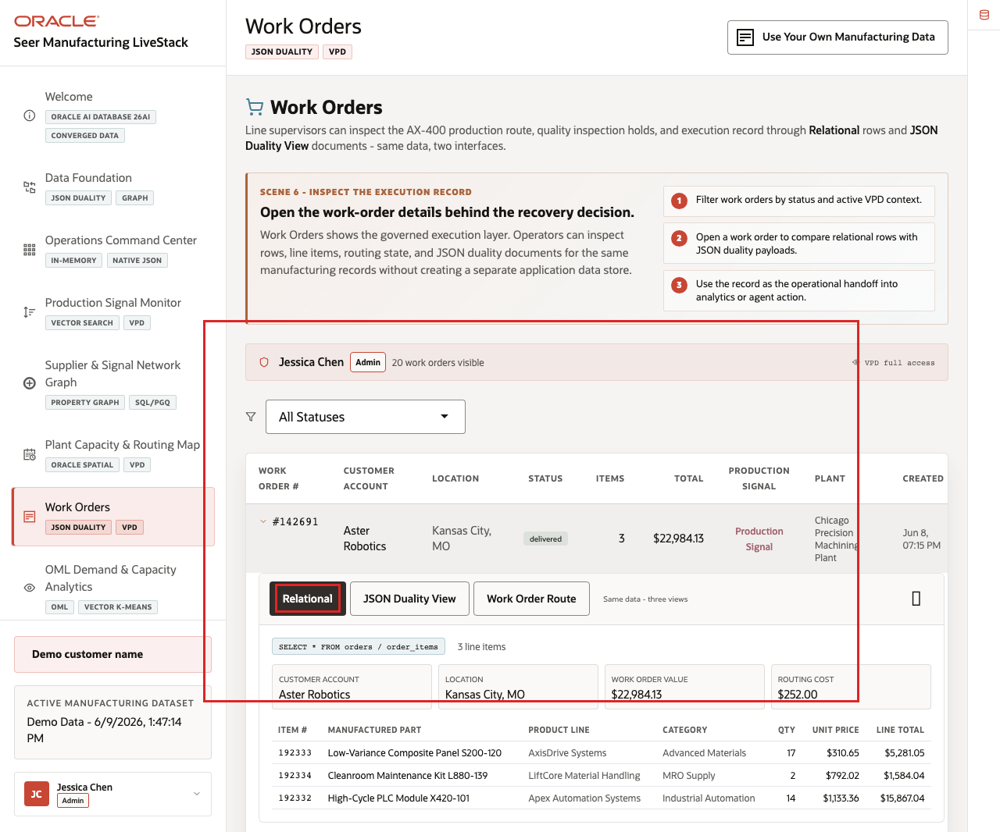 ORACLE
Seer Manufacturing LiveStack
Welcome
ORACLE AI DATABASE 26AI
CONVERGED DATA
Data Foundation
JSON DUALITY
GRAPH
Operations Command Center
IN-MEMORY
NATIVE JSON
Production Signal Monitor
VECTOR SEARCH
VPD
Supplier & Signal Network
Graph
PROPERTY GRAPH
SQL/PGQ
Plant Capacity & Routing Map
ORACLE SPATIAL
VPD
Work Orders
JSON DUALITY
VPD
OML Demand & Capacity
Analytics
OML
VECTOR K-MEANS
Demo customer name
ACTIVE MANUFACTURING DATASET
Demo Data - 6/9/2026, 1:47:14
PM
JC
Jessica Chen
Admin
Work Orders
JSON DUALITY
VPD
Use Your Own Manufacturing Data
Work Orders
Line supervisors can inspect the AX-400 production route, quality inspection holds, and execution record through Relational rows and JSON
Duality View documents - same data, two interfaces.
SCENE 6 - INSPECT THE EXECUTION RECORD
Open the work-order details behind the recovery decision.
Work Orders shows the governed execution layer. Operators can inspect
rows, line items, routing state, and JSON duality documents for the same
manufacturing records without creating a separate application data store.
1
Filter work orders by status and active VPD context.
2
Open a work order to compare relational rows with
JSON duality payloads.
3
Use the record as the operational handoff into
analytics or agent action.
Jessica Chen
Admin
20 work orders visible
VPD full access
All Statuses
WORK
ORDER #
CUSTOMER
ACCOUNT
LOCATION
STATUS
ITEMS
TOTAL
PRODUCTION
SIGNAL
PLANT
CREATED
#142691
Aster
Robotics
Kansas City,
MO
delivered
3
$22,984.13
Production
Signal
Chicago
Precision
Machining
Plant
Jun 8,
07:15 PM
Relational
JSON Duality View
Work Order Route
Same data - three views
SELECT * FROM orders / order_items
3 line items
CUSTOMER ACCOUNT
Aster Robotics
LOCATION
Kansas City, MO
WORK ORDER VALUE
$22,984.13
ROUTING COST
$252.00
ITEM # MANUFACTURED PART PRODUCT LINE CATEGORY QTY UNIT PRICE LINE TOTAL
192333 Low-Variance Composite Panel S200-120 AxisDrive Systems Advanced Materials 17 $310.65 $5,281.05
192334 Cleanroom Maintenance Kit L880-139 LiftCore Material Handling MRO Supply 2 $792.02 $1,584.04
192332 High-Cycle PLC Module X420-101 Apex Automation Systems Industrial Automation 14 $1,133.36 $15,867.04